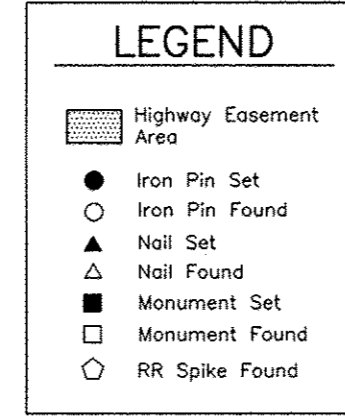 LEGEND
Highway Easement
Area
Iron Pin Set
Iron Pin Found
Nail Set
Nail Found
Monument Set
Monument Found
RR Spike Found